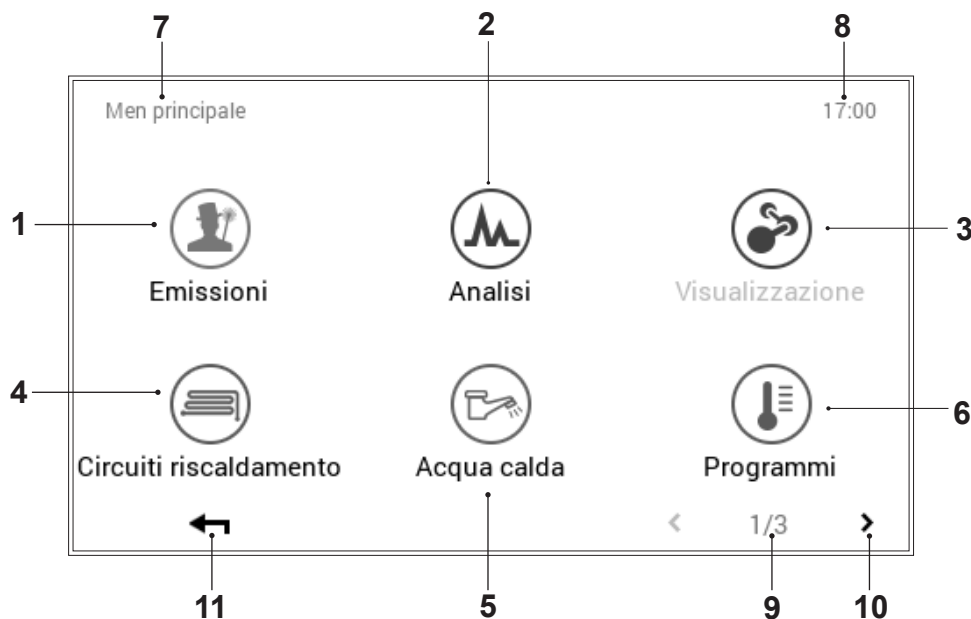 7 2 8
Men principale 17:00
1 3
Emissioni Analisi Visualizzazione
4 6
Circuiti riscaldamento Acqua calda Programmi
< 1/3 >
11 5 9 10